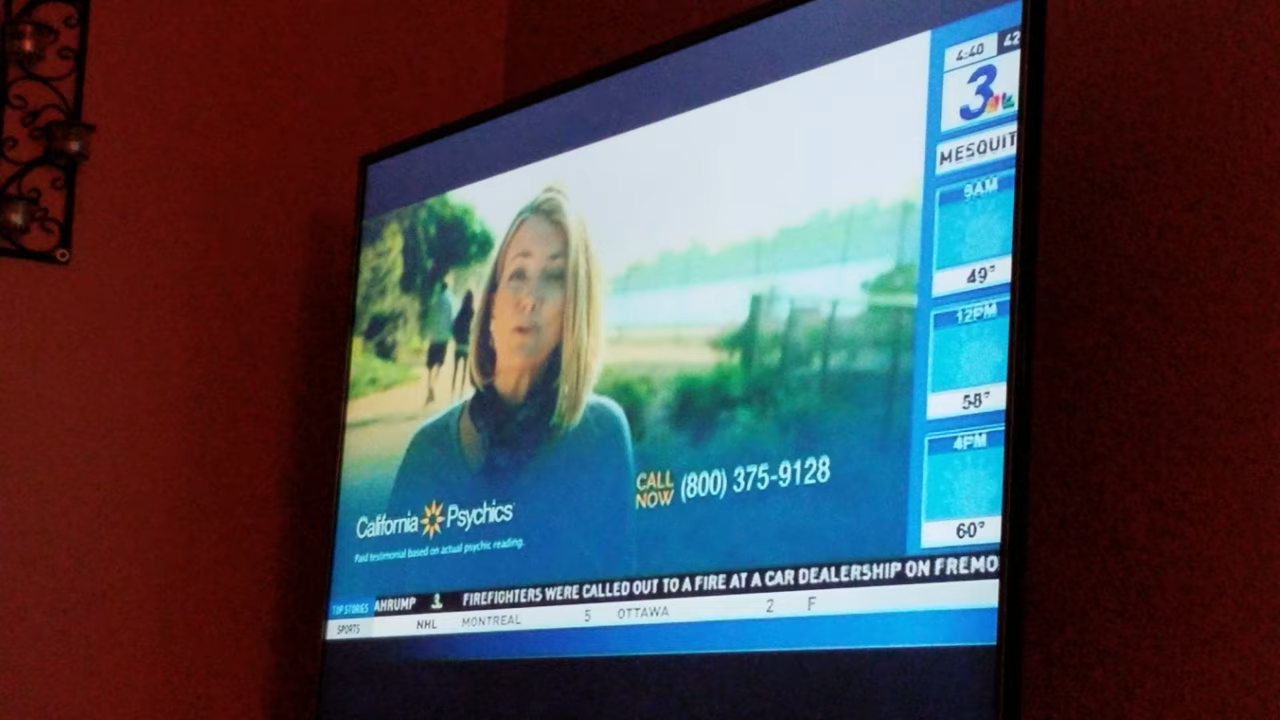 4:40 42
3
MESQUIT
9AM
49°
12PM
58°
4PM
60°
CALL NOW (800) 375-9128
California Psychics
Paid testimonial based on actual psychic reading.
TOP STORIES AHRUMP 3 FIREFIGHTERS WERE CALLED OUT TO A FIRE AT A CAR DEALERSHIP ON FREMO
SPORTS NHL MONTREAL 5 OTTAWA 2 F